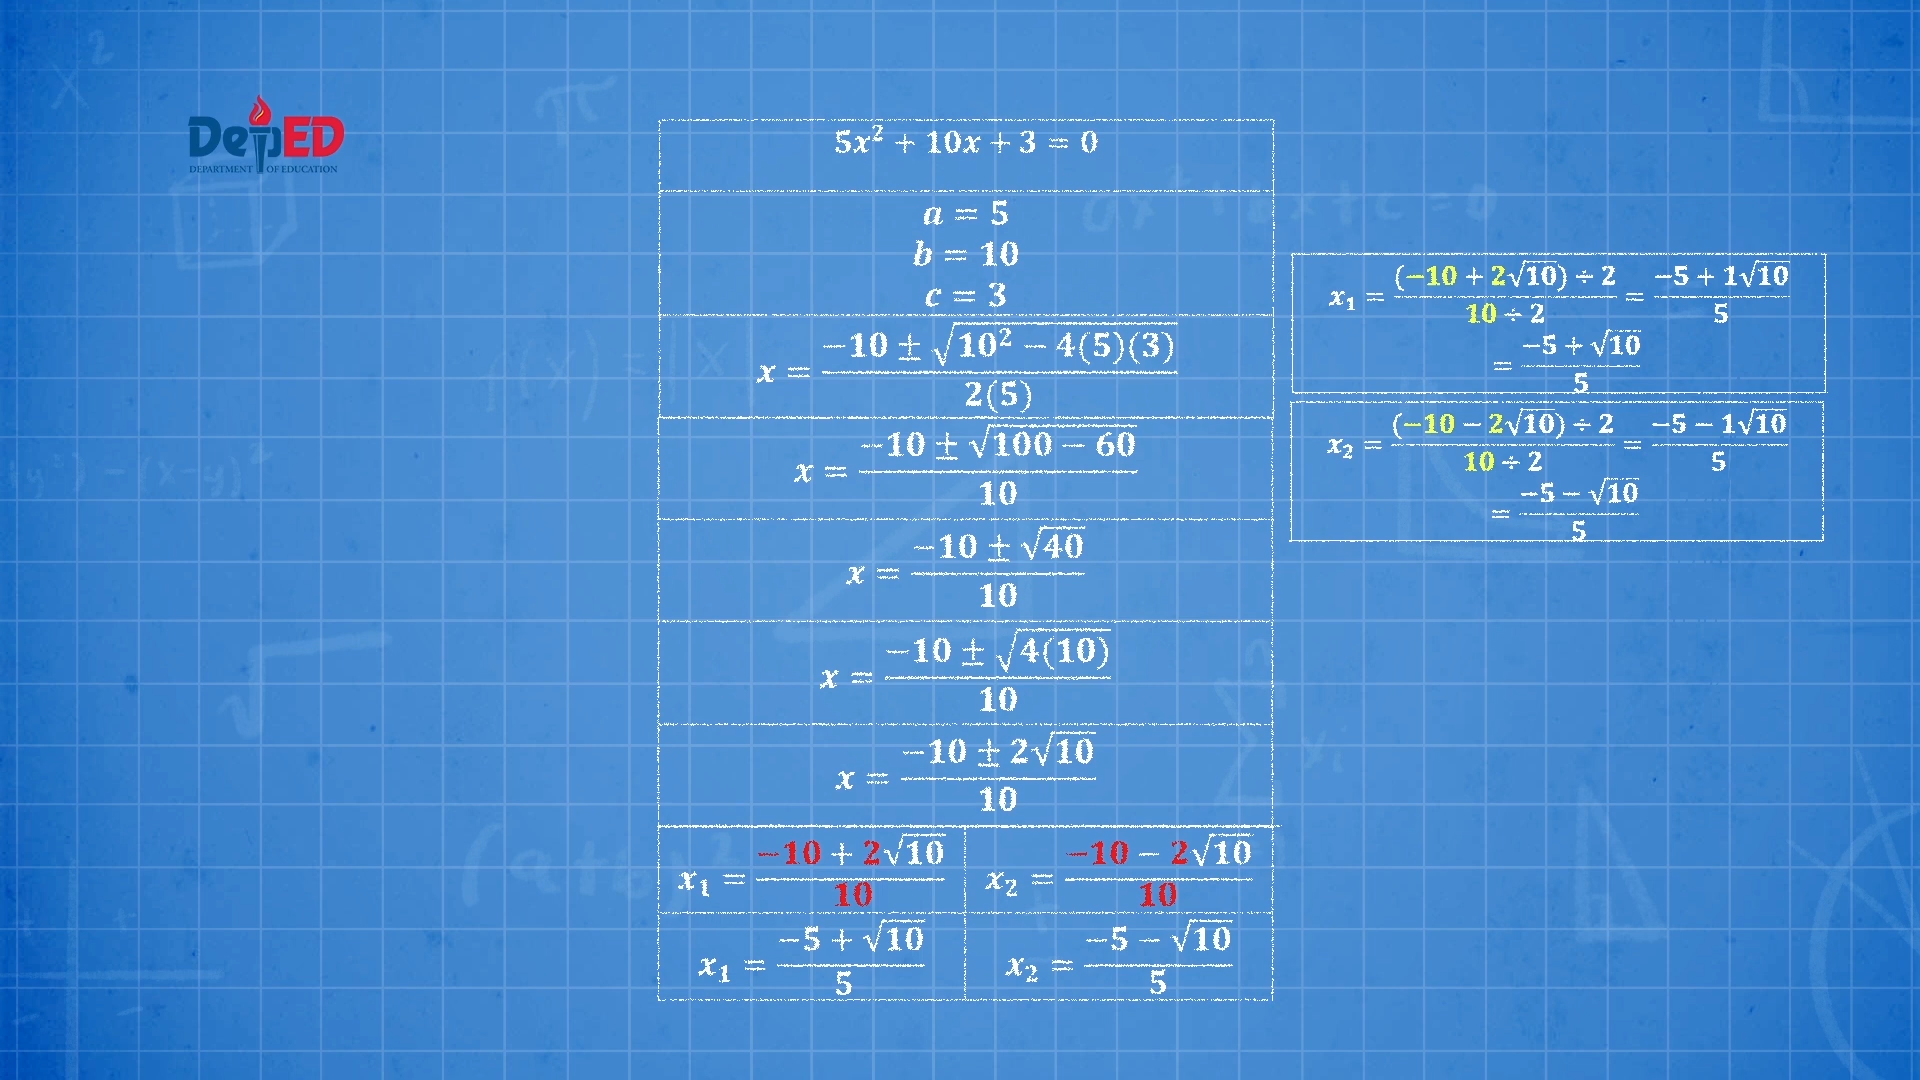 DepED
DEPARTMENT OF EDUCATION
5x² + 10x + 3 = 0
a = 5
b = 10
c = 3
x = (−10 ± √(10² − 4(5)(3))) / 2(5)
x = (−10 ± √(100 − 60)) / 10
x = (−10 ± √40) / 10
x = (−10 ± √(4(10))) / 10
x = (−10 ± 2√10) / 10
x₁ = (−10 + 2√10) / 10
x₂ = (−10 − 2√10) / 10
x₁ = (−5 + √10) / 5
x₂ = (−5 − √10) / 5
x₁ = ((−10 + 2√10) ÷ 2) / (10 ÷ 2) = (−5 + 1√10) / 5
= (−5 + √10) / 5
x₂ = ((−10 − 2√10) ÷ 2) / (10 ÷ 2) = (−5 − 1√10) / 5
= (−5 − √10) / 5
x²
π
√